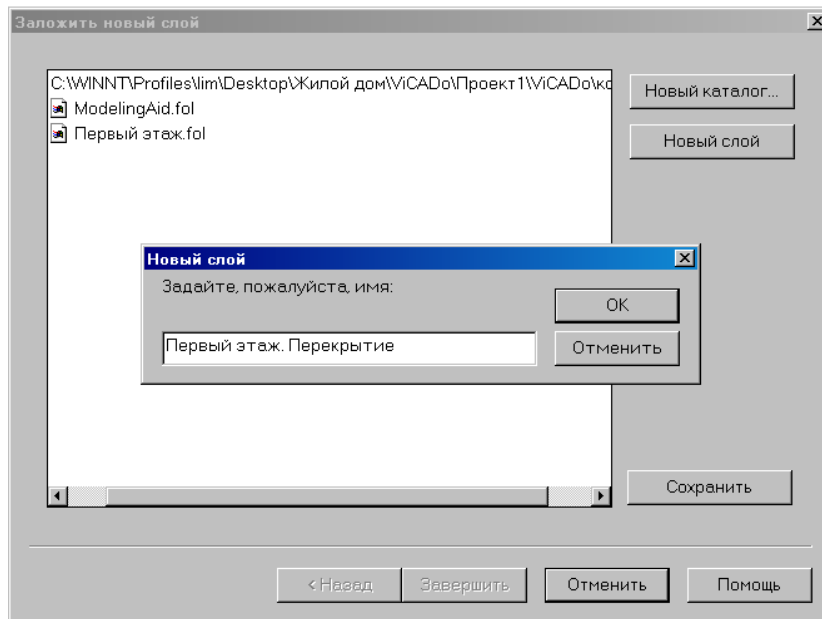 Заложить новый слой
C:\WINNT\Profiles\lim\Desktop\Жилой дом\ViCADo\Проект1\ViCADo\ко
ModelingAid.fol
Первый этаж.fol
Новый каталог...
Новый слой
Новый слой
Задайте, пожалуйста, имя:
OK
Первый этаж. Перекрытие
Отменить
Сохранить
< Назад
Завершить
Отменить
Помощь